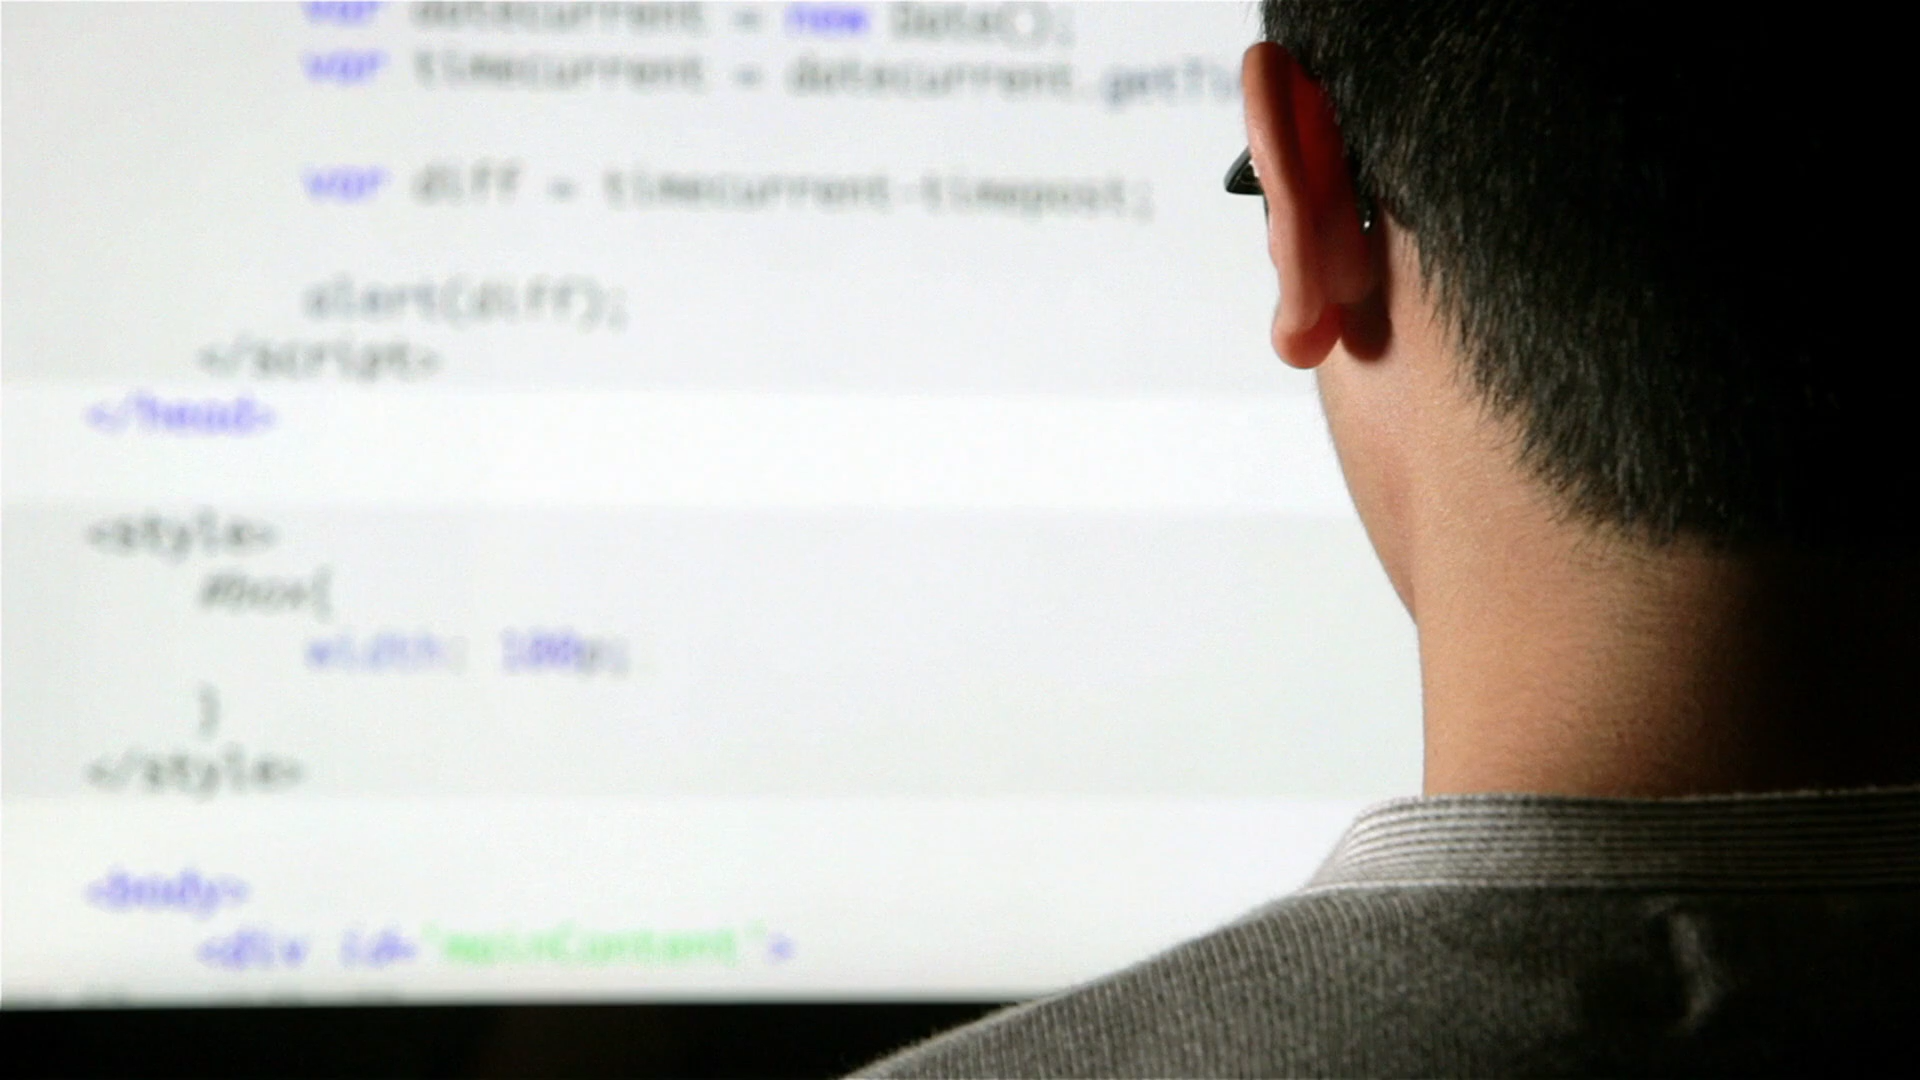 var datecurrent = new Date();
var timecurrent = datecurrent.getTi
var diff = timecurrent-timepost;
alert(diff);
</script>
</head>
<style>
#box{
width: 100p;
}
</style>
<body>
<div id='mainContent'>